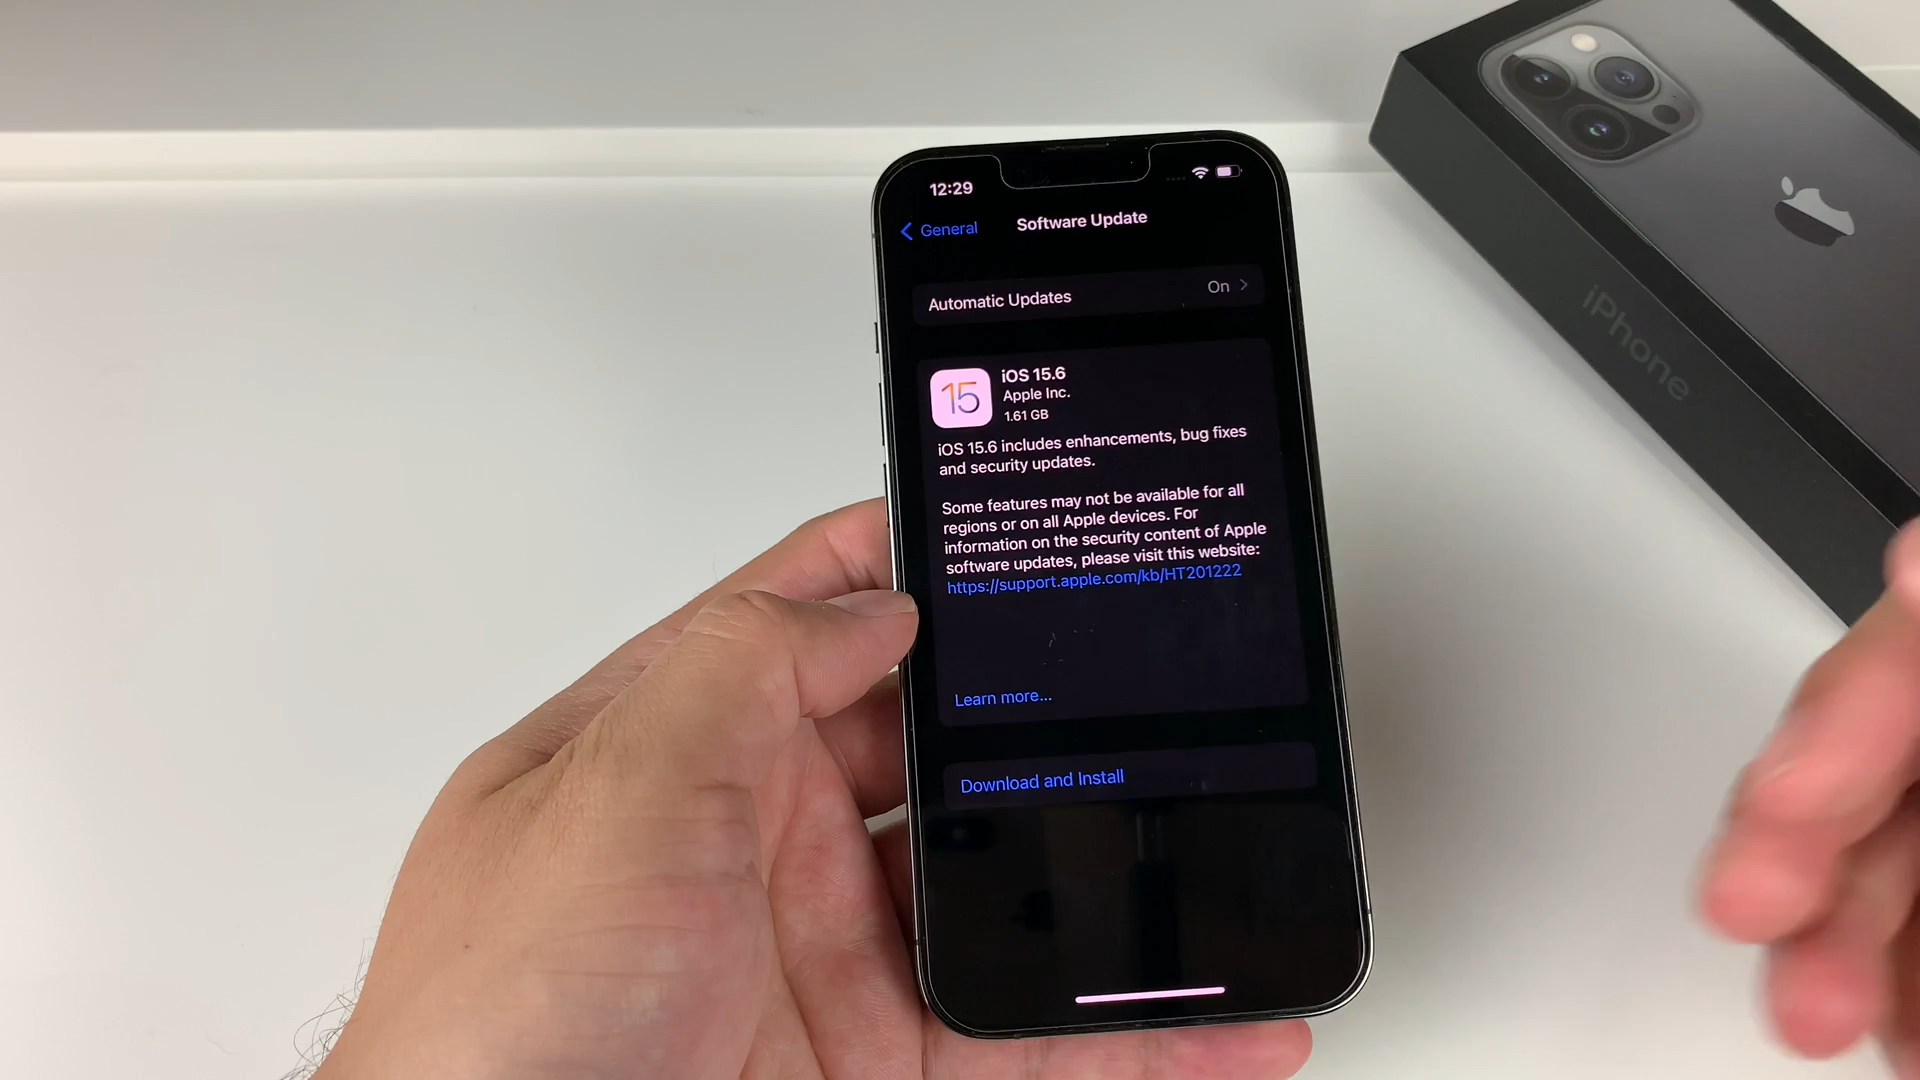 12:29
General
Software Update
Automatic Updates
On
15
iOS 15.6
Apple Inc.
1.61 GB
iOS 15.6 includes enhancements, bug fixes
and security updates.
Some features may not be available for all
regions or on all Apple devices. For
information on the security content of Apple
software updates, please visit this website:
https://support.apple.com/kb/HT201222
Learn more...
Download and Install
iPhone